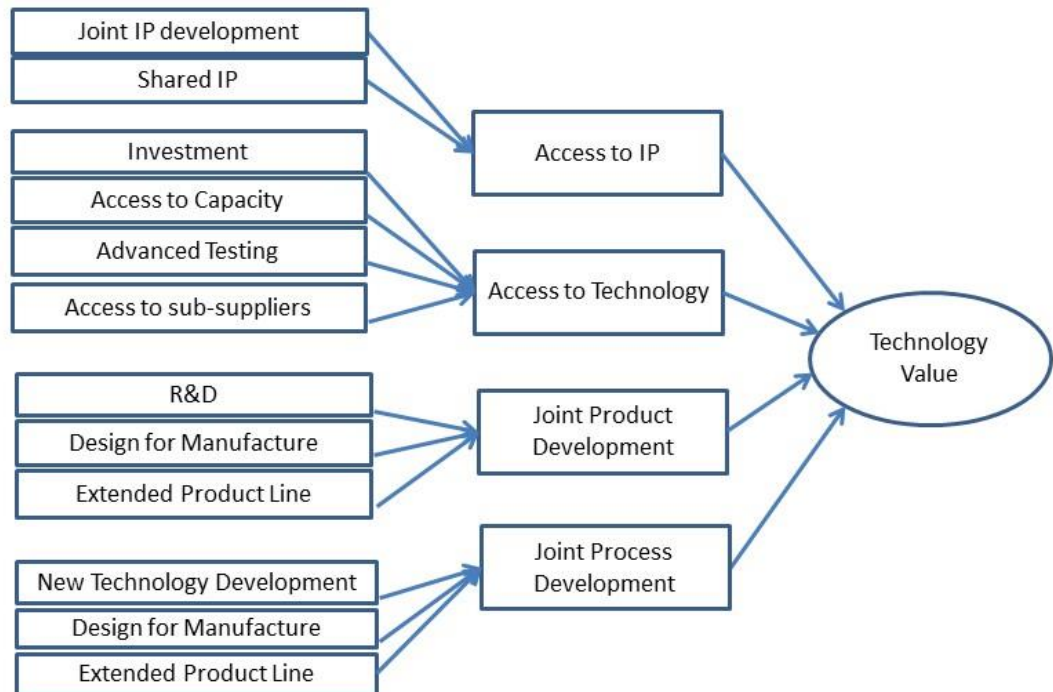 Joint IP development
Shared IP
Investment
Access to Capacity
Advanced Testing
Access to sub-suppliers
R&D
Design for Manufacture
Extended Product Line
New Technology Development
Design for Manufacture
Extended Product Line
Access to IP
Access to Technology
Joint Product
Development
Joint Process
Development
Technology
Value